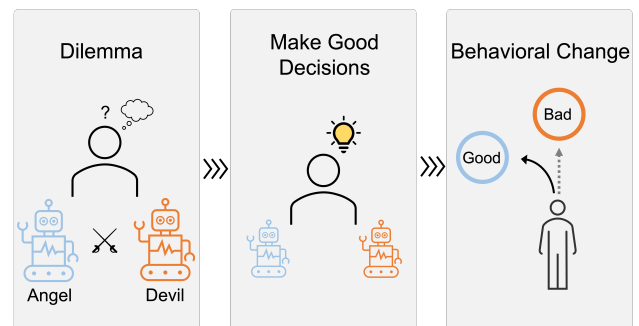 Dilemma
?
Angel
Devil
Make Good
Decisions
Behavioral Change
Bad
Good